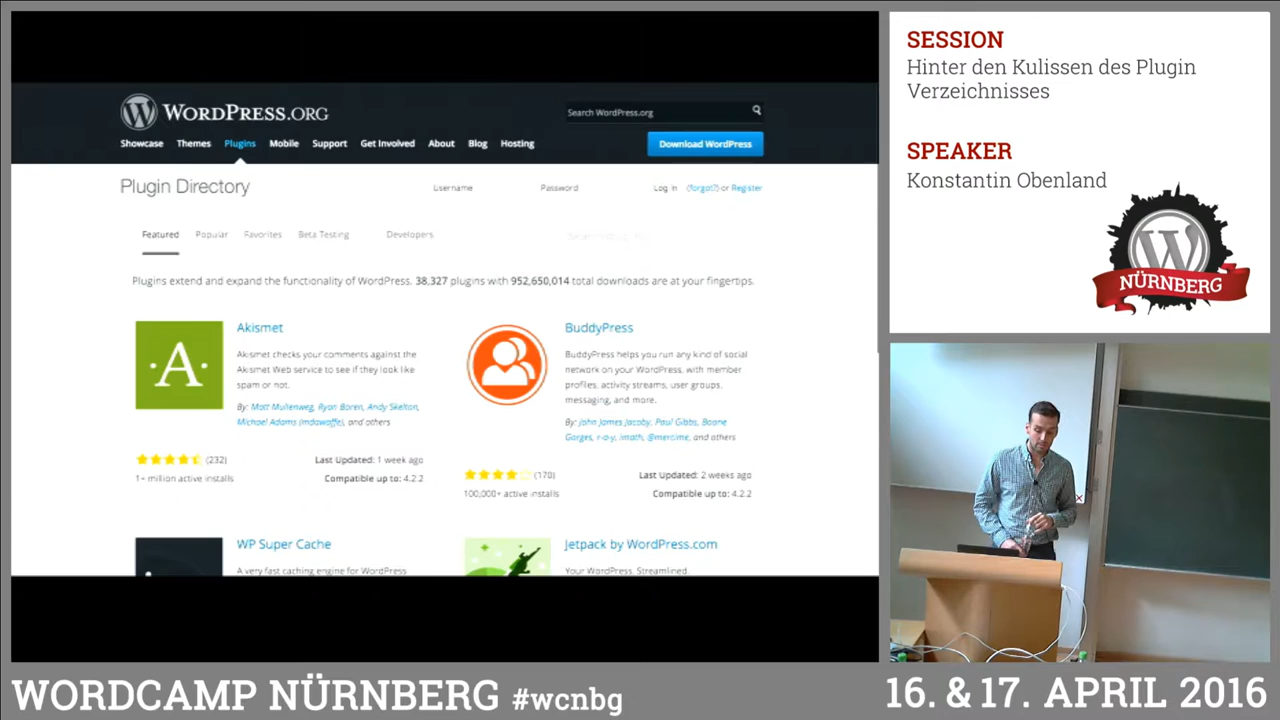 WORDPRESS.ORG
Search WordPress.org
Showcase Themes Plugins Mobile Support Get Involved About Blog Hosting
Download WordPress
Plugin Directory
Username Password Log In (forgot?) or Register
Featured Popular Favorites Beta Testing Developers
Plugins extend and expand the functionality of WordPress. 38,327 plugins with 952,650,014 total downloads are at your fingertips.
A
Akismet
Akismet checks your comments against the
Akismet Web service to see if they look like
spam or not.
By: Matt Mullenweg, Ryan Boren, Andy Skelton,
Michael Adams (mdawaffe), and others
(232)
Last Updated: 1 week ago
1+ million active installs
Compatible up to: 4.2.2
BuddyPress
BuddyPress helps you run any kind of social
network on your WordPress, with member
profiles, activity streams, user groups,
messaging, and more.
By: John James Jacoby, Paul Gibbs, Boone
Gorges, r-a-y, imath, @mercime, and others
(170)
Last Updated: 2 weeks ago
100,000+ active installs
Compatible up to: 4.2.2
WP Super Cache
A very fast caching engine for WordPress
Jetpack by WordPress.com
Your WordPress. Streamlined.
SESSION
Hinter den Kulissen des Plugin
Verzeichnisses
SPEAKER
Konstantin Obenland
W
NÜRNBERG
WORDCAMP NÜRNBERG #wcnbg
16. & 17. APRIL 2016